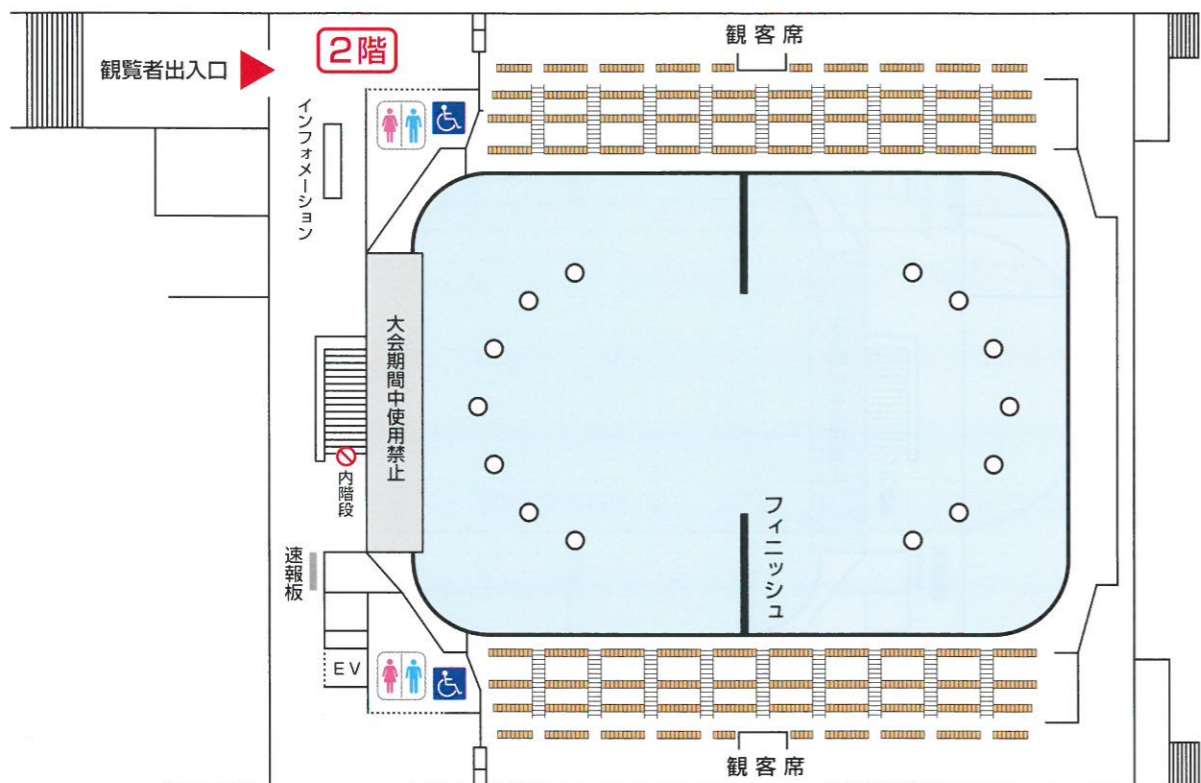 2階
観覧者出入口
観客席
インフォメーション
大会期間中使用禁止
内階段
フィニッシュ
速報板
EV
観客席